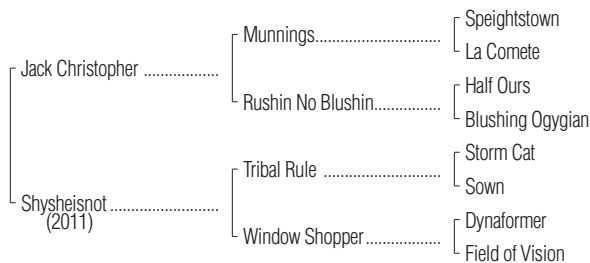 Speightstown
Munnings..............................
La Comete
Jack Christopher ..................
Half Ours
Rushin No Blushin................
Blushing Ogygian
Storm Cat
Tribal Rule ............................
Sown
Shysheisnot ..........................
(2011)
Dynaformer
Window Shopper..................
Field of Vision